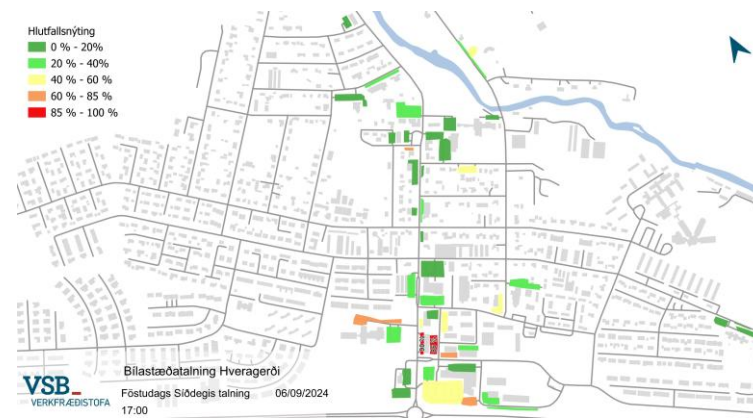 Hlutfallsnýting
0 % - 20%
20 % - 40%
40 % - 60 %
60 % - 85 %
85 % - 100 %
Bílastæðatalning Hveragerði
VSB_
VERKFRÆÐISTOFA
Föstudags Síðdegis talning 06/09/2024
17:00